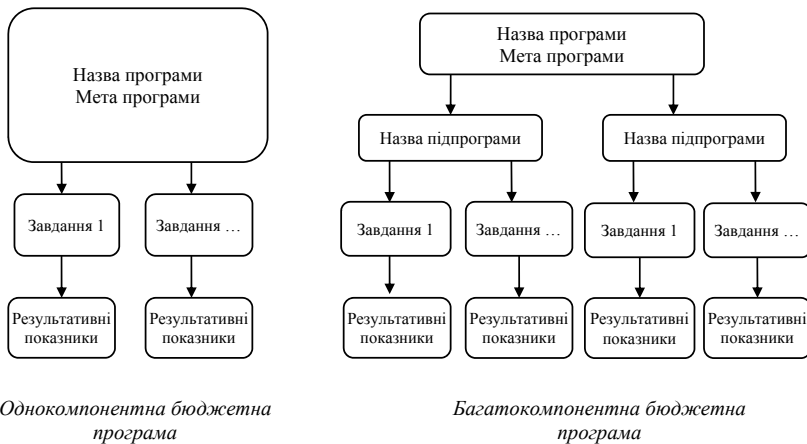 Назва програми
Мета програми
Завдання 1
Завдання …
Результативні
показники
Результативні
показники
Однокомпонентна бюджетна
програма
Назва програми
Мета програми
Назва підпрограми
Назва підпрограми
Завдання 1
Завдання …
Завдання 1
Завдання …
Результативні
показники
Результативні
показники
Результативні
показники
Результативні
показники
Багатокомпонентна бюджетна
програма